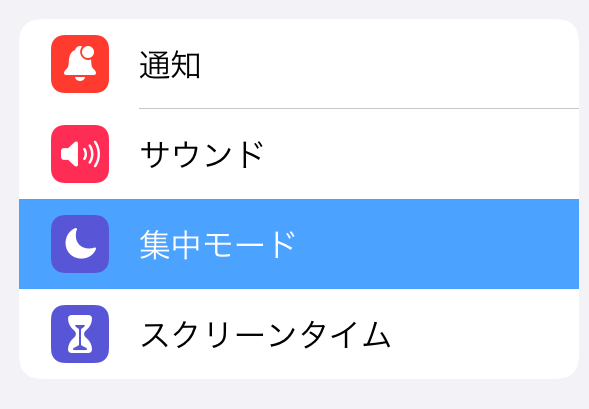 通知
サウンド
集中モード
スクリーンタイム